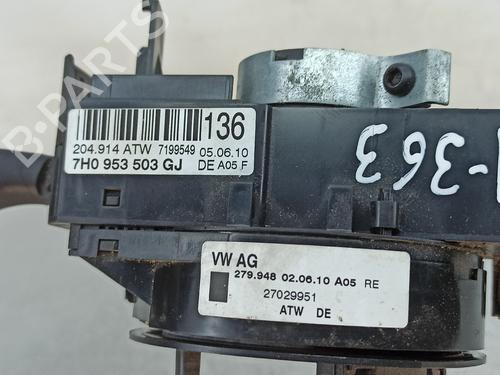 136
204.914 ATW 7199549 05.06.10
7H0 953 503 GJ DE A05 F
-363
VW AG
279.948 02.06.10 A05 RE
27029951
ATW DE
B-PARTS